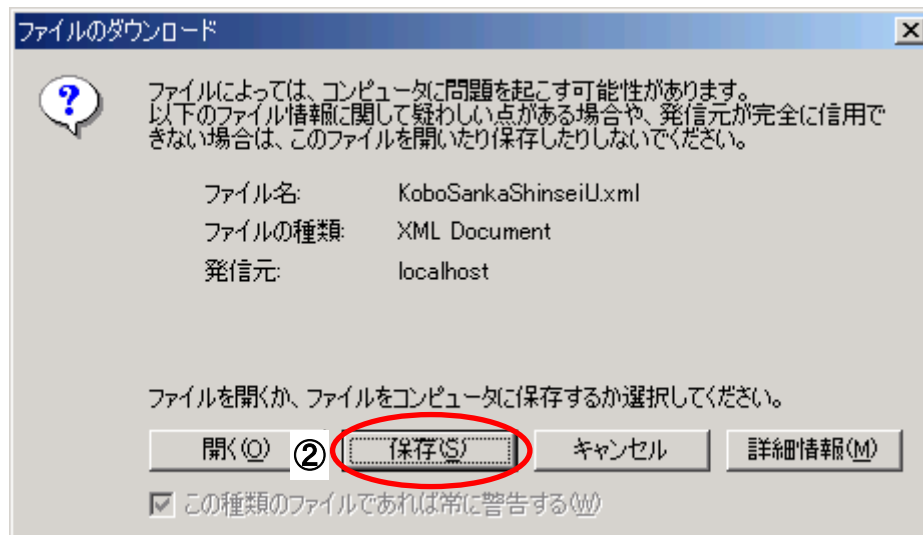 ファイルのダウンロード
ファイルによっては、コンピュータに問題を起こす可能性があります。
以下のファイル情報に関して疑わしい点がある場合や、発信元が完全に信用で
きない場合は、このファイルを開いたり保存したりしないでください。
ファイル名: KoboSankaShinseiU.xml
ファイルの種類: XML Document
発信元: localhost
ファイルを開くか、ファイルをコンピュータに保存するか選択してください。
開く(O) ② 保存(S) キャンセル 詳細情報(M)
この種類のファイルであれば常に警告する(W)